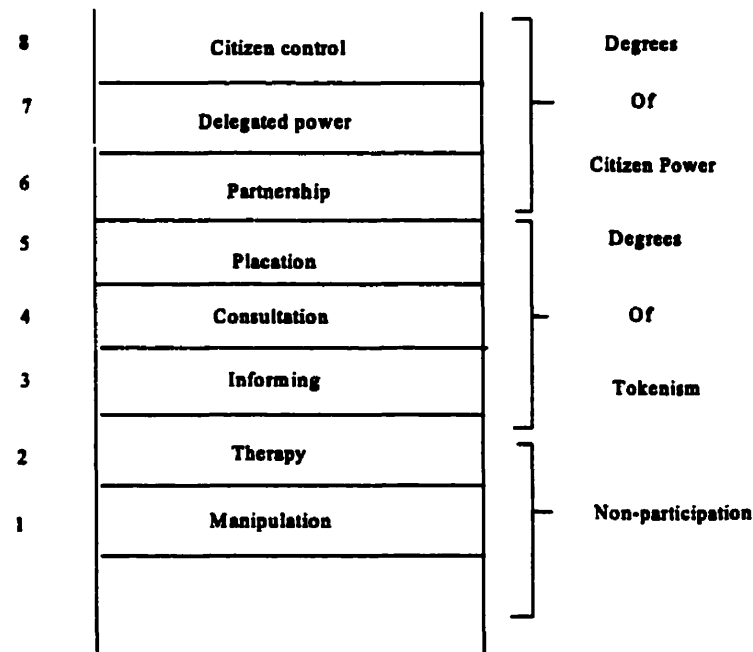 8 Citizen control Degrees
7 Delegated power Of
6 Partnership Citizen Power
5 Placation Degrees
4 Consultation Of
3 Informing Tokenism
2 Therapy
1 Manipulation Non-participation